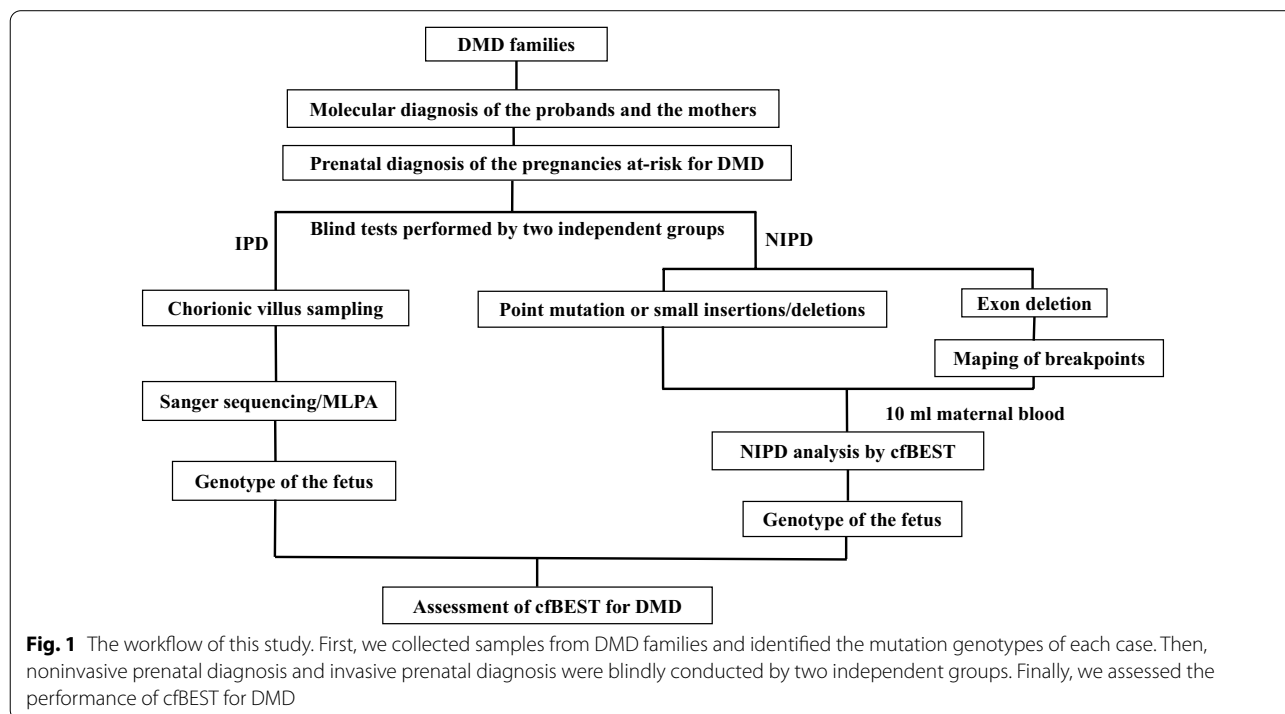 DMD families
Molecular diagnosis of the probands and the mothers
Prenatal diagnosis of the pregnancies at-risk for DMD
Blind tests performed by two independent groups
IPD
NIPD
Chorionic villus sampling
Sanger sequencing/MLPA
Genotype of the fetus
Point mutation or small insertions/deletions
Exon deletion
Maping of breakpoints
10 ml maternal blood
NIPD analysis by cfBEST
Genotype of the fetus
Assessment of cfBEST for DMD
Fig. 1 The workflow of this study. First, we collected samples from DMD families and identified the mutation genotypes of each case. Then,
noninvasive prenatal diagnosis and invasive prenatal diagnosis were blindly conducted by two independent groups. Finally, we assessed the
performance of cfBEST for DMD